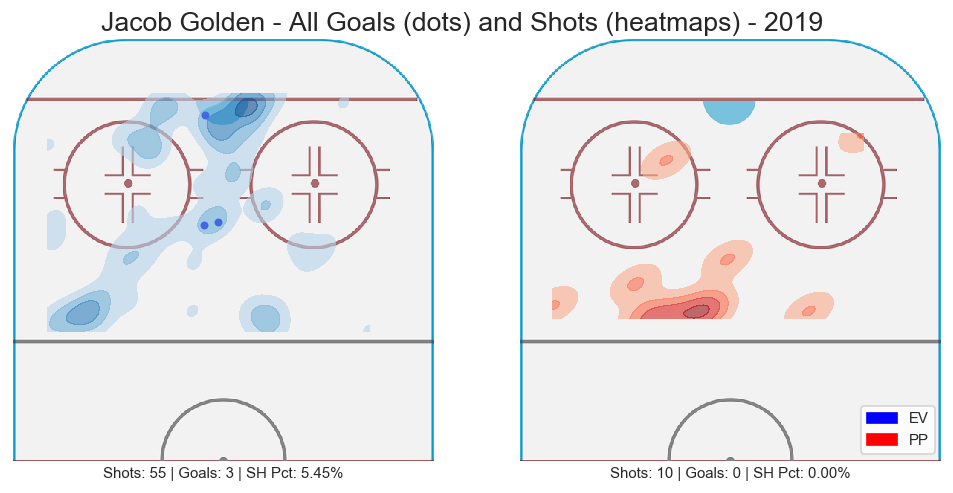 Jacob Golden - All Goals (dots) and Shots (heatmaps) - 2019
EV
PP
Shots: 55 | Goals: 3 | SH Pct: 5.45%
Shots: 10 | Goals: 0 | SH Pct: 0.00%